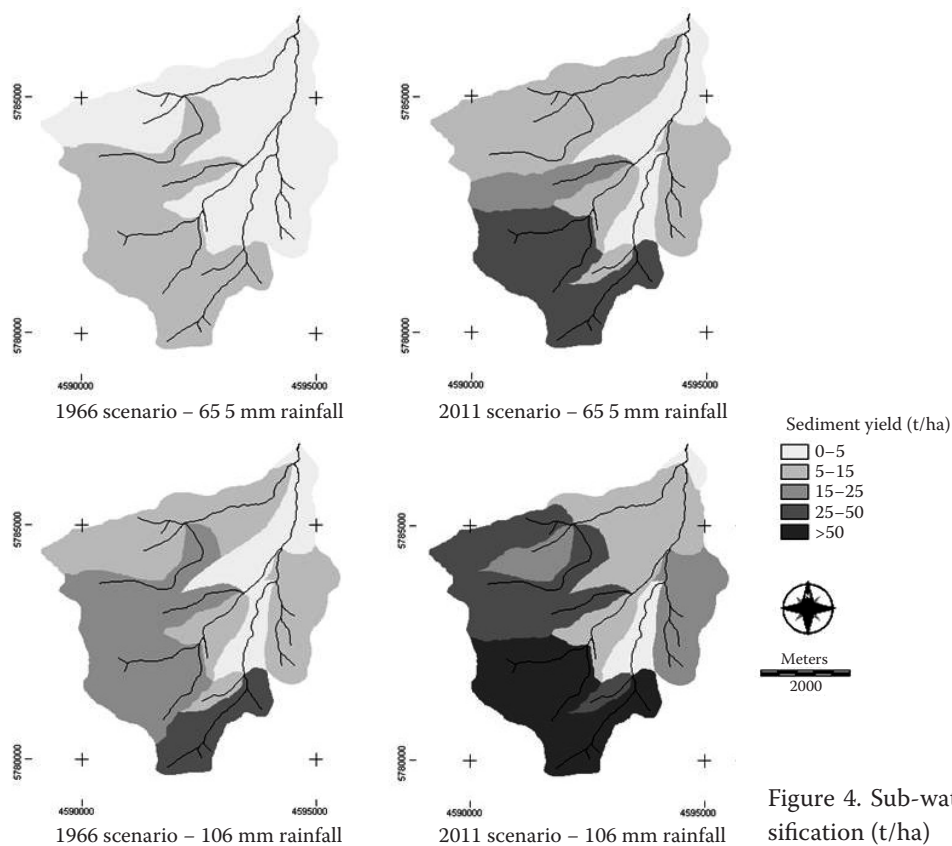 5785000
5780000
4590000
4595000
1966 scenario – 65 5 mm rainfall
5785000
5780000
4590000
4595000
2011 scenario – 65 5 mm rainfall
Sediment yield (t/ha)
0–5
5–15
15–25
25–50
>50
Meters
2000
5785000
5780000
4590000
4595000
1966 scenario – 106 mm rainfall
5785000
5780000
4590000
4595000
2011 scenario – 106 mm rainfall
Figure 4. Sub-wat
sification (t/ha)